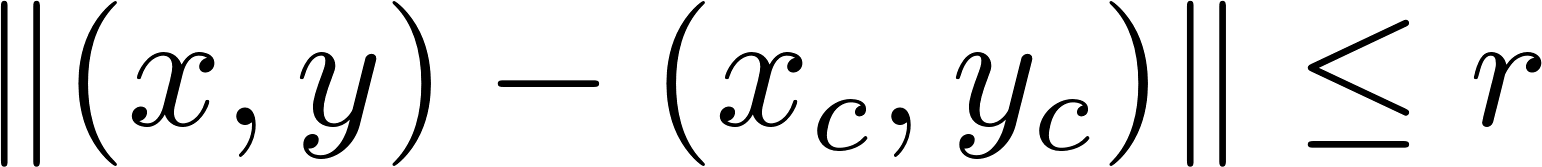 ‖(x, y) − (x_c, y_c)‖ ≤ r